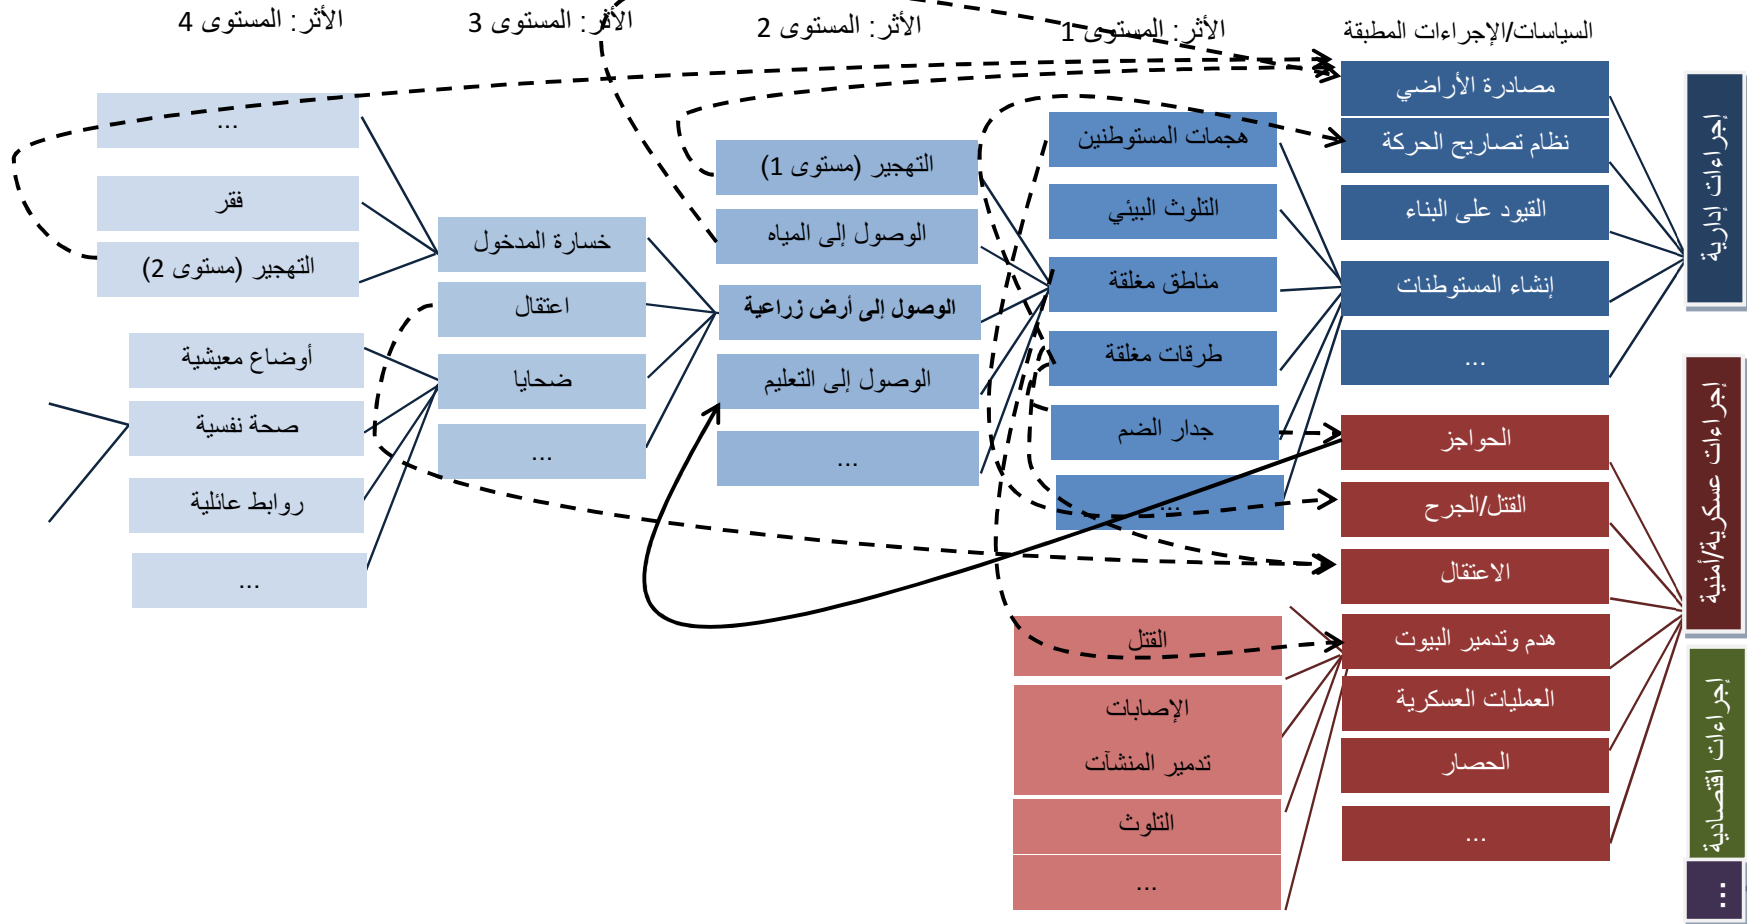 السياسات/الإجراءات المطبقة
الأثر: المستوى 1
الأثر: المستوى 2
الأثر: المستوى 3
الأثر: المستوى 4
إجراءات إدارية
إجراءات عسكرية/أمنية
إجراءات اقتصادية
...
مصادرة الأراضي
نظام تصاريح الحركة
القيود على البناء
إنشاء المستوطنات
...
الحواجز
القتل/الجرح
الاعتقال
هدم وتدمير البيوت
العمليات العسكرية
الحصار
...
هجمات المستوطنين
التلوث البيئي
مناطق مغلقة
طرقات مغلقة
جدار الضم
...
القتل
الإصابات
تدمير المنشآت
التلوث
...
التهجير (مستوى 1)
الوصول إلى المياه
الوصول إلى أرض زراعية
الوصول إلى التعليم
...
خسارة المدخول
اعتقال
ضحايا
...
...
فقر
التهجير (مستوى 2)
أوضاع معيشية
صحة نفسية
روابط عائلية
...